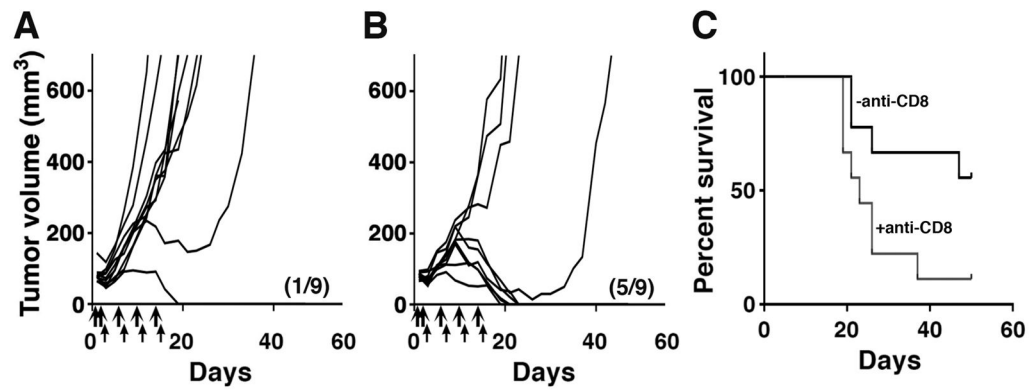 A
Tumor volume (mm3)
600
400
200
0
(1/9)
0 20 40 60
Days
B
600
400
200
0
(5/9)
0 20 40 60
Days
C
Percent survival
100
50
0
-anti-CD8
+anti-CD8
0 20 40 60
Days